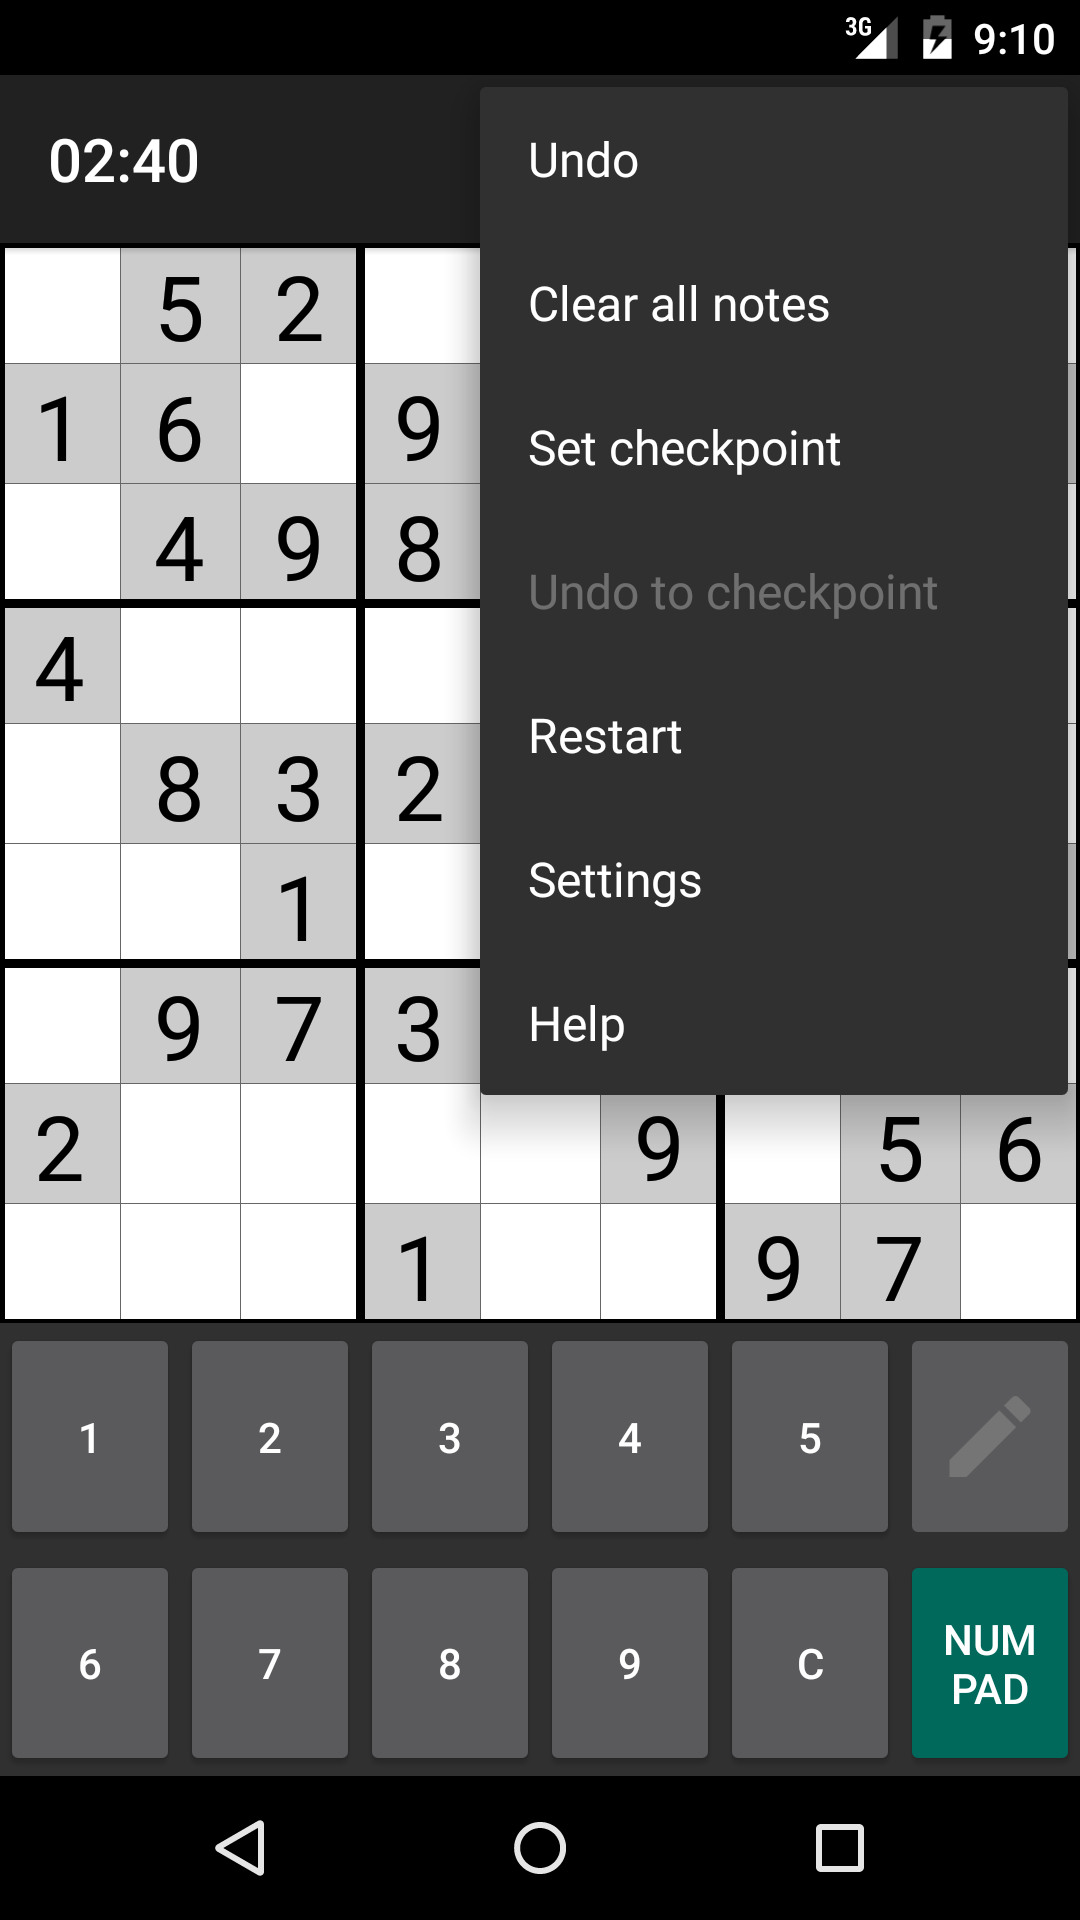 3G 9:10
02:40
Undo
Clear all notes
Set checkpoint
Undo to checkpoint
Restart
Settings
Help
5 2
1 6 9
4 9 8
4
8 3 2
1
9 7 3
2 9 5 6
1 9 7
1 2 3 4 5
6 7 8 9 C
NUM
PAD